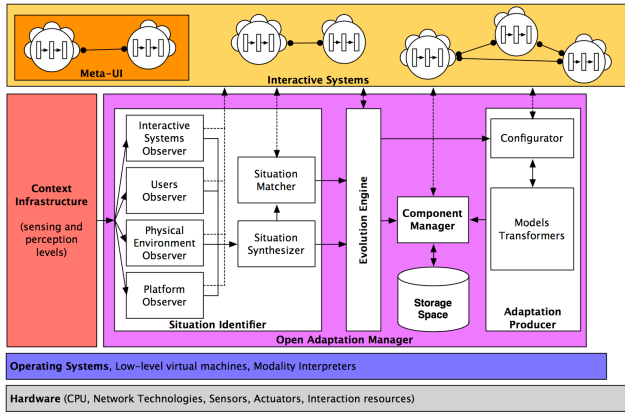 Meta-UI
Interactive Systems
Context
Infrastructure
(sensing and
perception
levels)
Interactive
Systems
Observer
Users
Observer
Physical
Environment
Observer
Platform
Observer
Situation
Matcher
Situation
Synthesizer
Situation Identifier
Evolution Engine
Component
Manager
Storage
Space
Configurator
Models
Transformers
Adaptation
Producer
Open Adaptation Manager
Operating Systems, Low-level virtual machines, Modality Interpreters
Hardware (CPU, Network Technologies, Sensors, Actuators, Interaction resources)